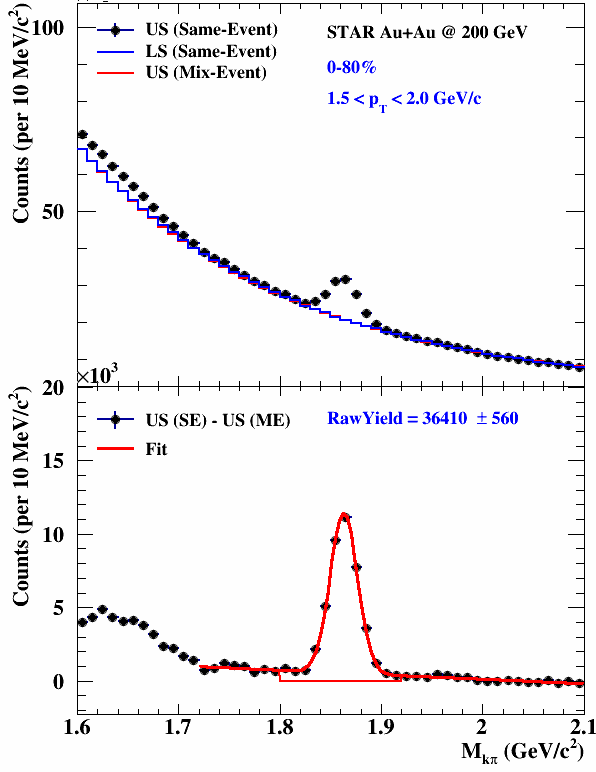 US (Same-Event)
LS (Same-Event)
US (Mix-Event)
STAR Au+Au @ 200 GeV
0-80%
1.5 < p_T < 2.0 GeV/c
Counts (per 10 MeV/c²)
100
50
×10³
20
15
10
5
0
US (SE) - US (ME)
Fit
RawYield = 36410 ± 560
Counts (per 10 MeV/c²)
1.6 1.7 1.8 1.9 2 2.1
M_kπ (GeV/c²)